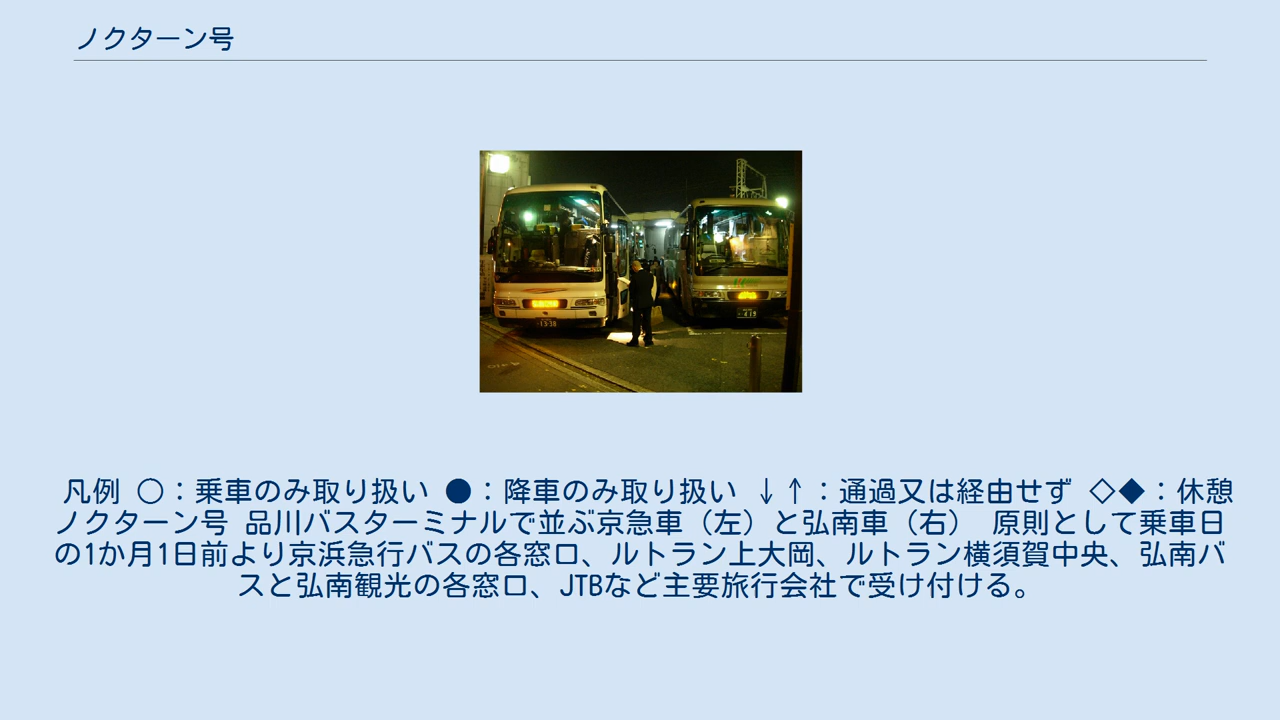 ノクターン号
1338
419
凡例 ○：乗車のみ取り扱い ●：降車のみ取り扱い ↓↑：通過又は経由せず ◇◆：休憩
ノクターン号 品川バスターミナルで並ぶ京急車（左）と弘南車（右） 原則として乗車日
の1か月1日前より京浜急行バスの各窓口、ルトラン上大岡、ルトラン横須賀中央、弘南バ
スと弘南観光の各窓口、JTBなど主要旅行会社で受け付ける。